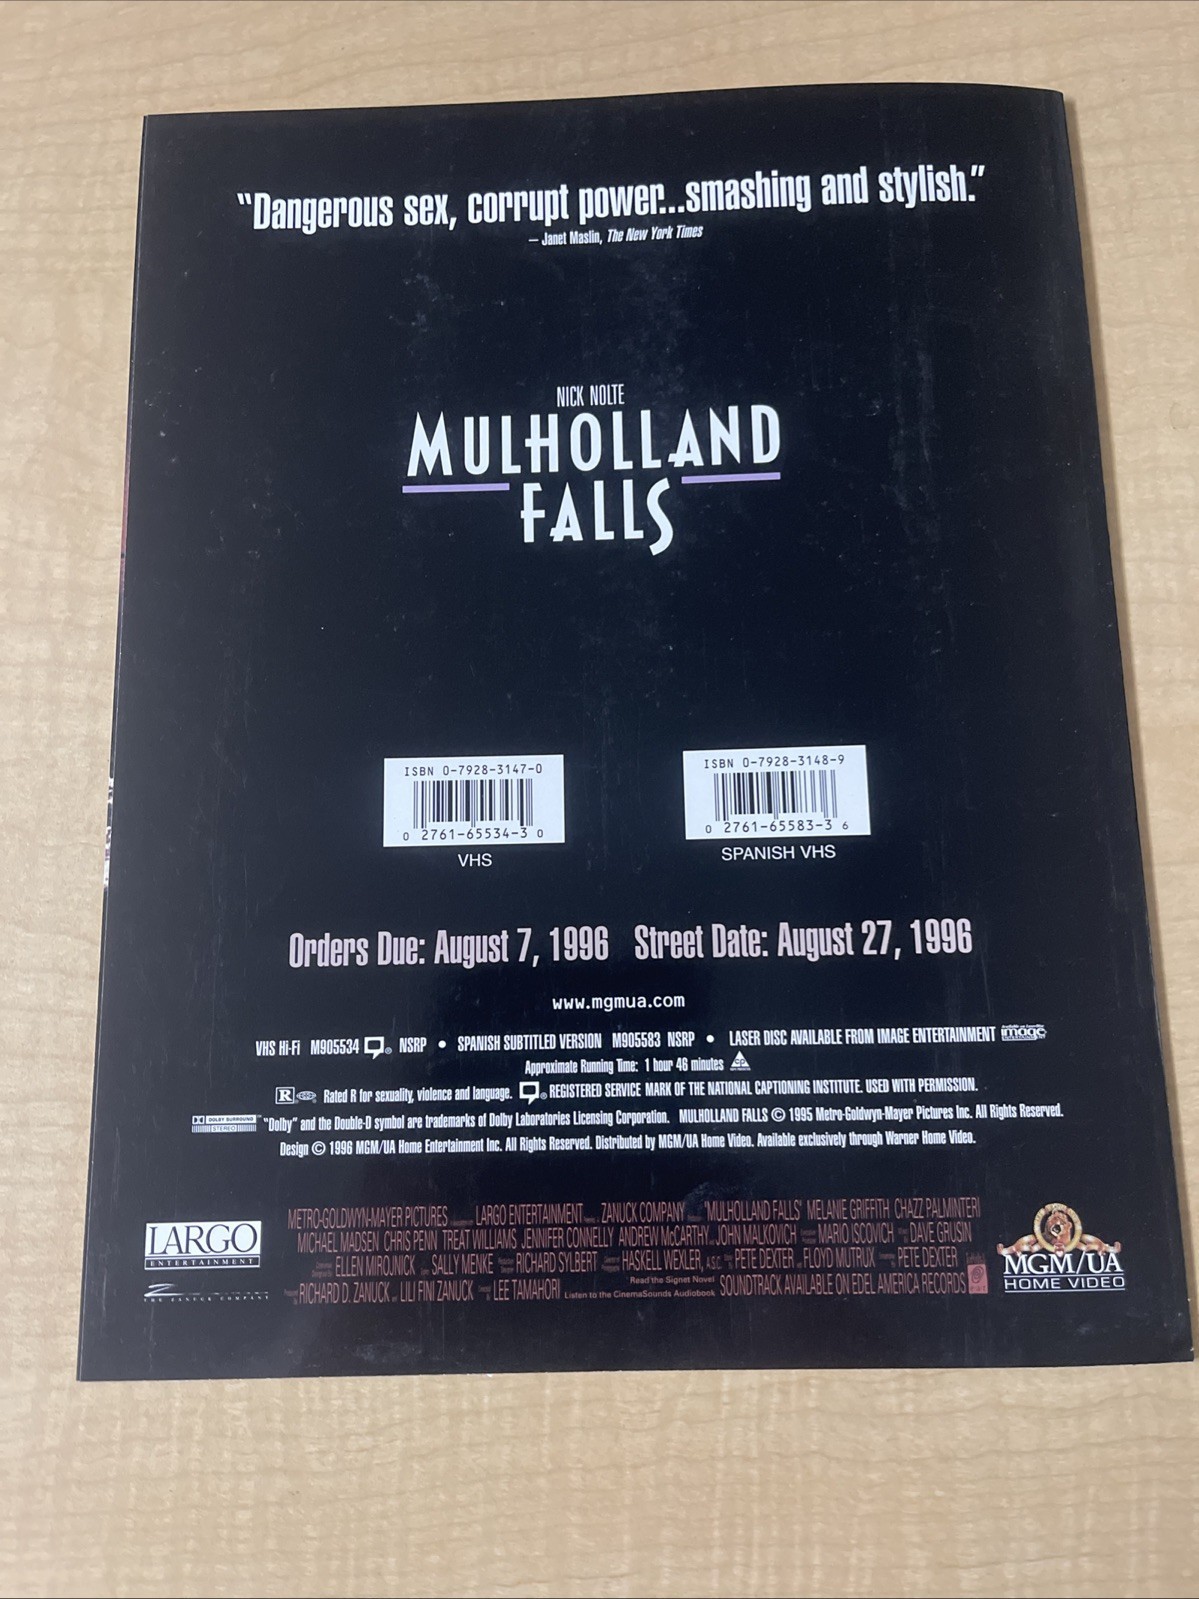 "Dangerous sex, corrupt power...smashing and stylish."
– Janet Maslin, The New York Times
NICK NOLTE
MULHOLLAND
FALLS
ISBN 0-7928-3147-0
0 2761-65534-3 0
VHS
ISBN 0-7928-3148-9
0 2761-65583-3 6
SPANISH VHS
Orders Due: August 7, 1996 Street Date: August 27, 1996
www.mgmua.com
VHS Hi-Fi M905534 ® NSRP • SPANISH SUBTITLED VERSION M905583 NSRP • LASER DISC AVAILABLE FROM IMAGE ENTERTAINMENT image
Approximate Running Time: 1 hour 46 minutes CP
R Rated R for sexuality, violence and language. ® REGISTERED SERVICE MARK OF THE NATIONAL CAPTIONING INSTITUTE. USED WITH PERMISSION.
DOLBY SURROUND STEREO "Dolby" and the Double-D symbol are trademarks of Dolby Laboratories Licensing Corporation. MULHOLLAND FALLS © 1995 Metro-Goldwyn-Mayer Pictures Inc. All Rights Reserved.
Design © 1996 MGM/UA Home Entertainment Inc. All Rights Reserved. Distributed by MGM/UA Home Video. Available exclusively through Warner Home Video.
LARGO
ENTERTAINMENT
THE ZANUCK COMPANY
METRO-GOLDWYN-MAYER PICTURES LARGO ENTERTAINMENT ZANUCK COMPANY "MULHOLLAND FALLS" MELANIE GRIFFITH CHAZZ PALMINTERI
MICHAEL MADSEN CHRIS PENN TREAT WILLIAMS JENNIFER CONNELLY ANDREW McCARTHY JOHN MALKOVICH MARIO ISCOVICH DAVE GRUSIN
ELLEN MIROJNICK SALLY MENKE RICHARD SYLBERT HASKELL WEXLER, A.S.C. PETE DEXTER FLOYD MUTRUX PETE DEXTER
RICHARD D. ZANUCK LILI FINI ZANUCK LEE TAMAHORI Read the Signet Novel Listen to the CinemaSounds Audiobook SOUNDTRACK AVAILABLE ON EDEL AMERICA RECORDS
MGM/UA
HOME VIDEO